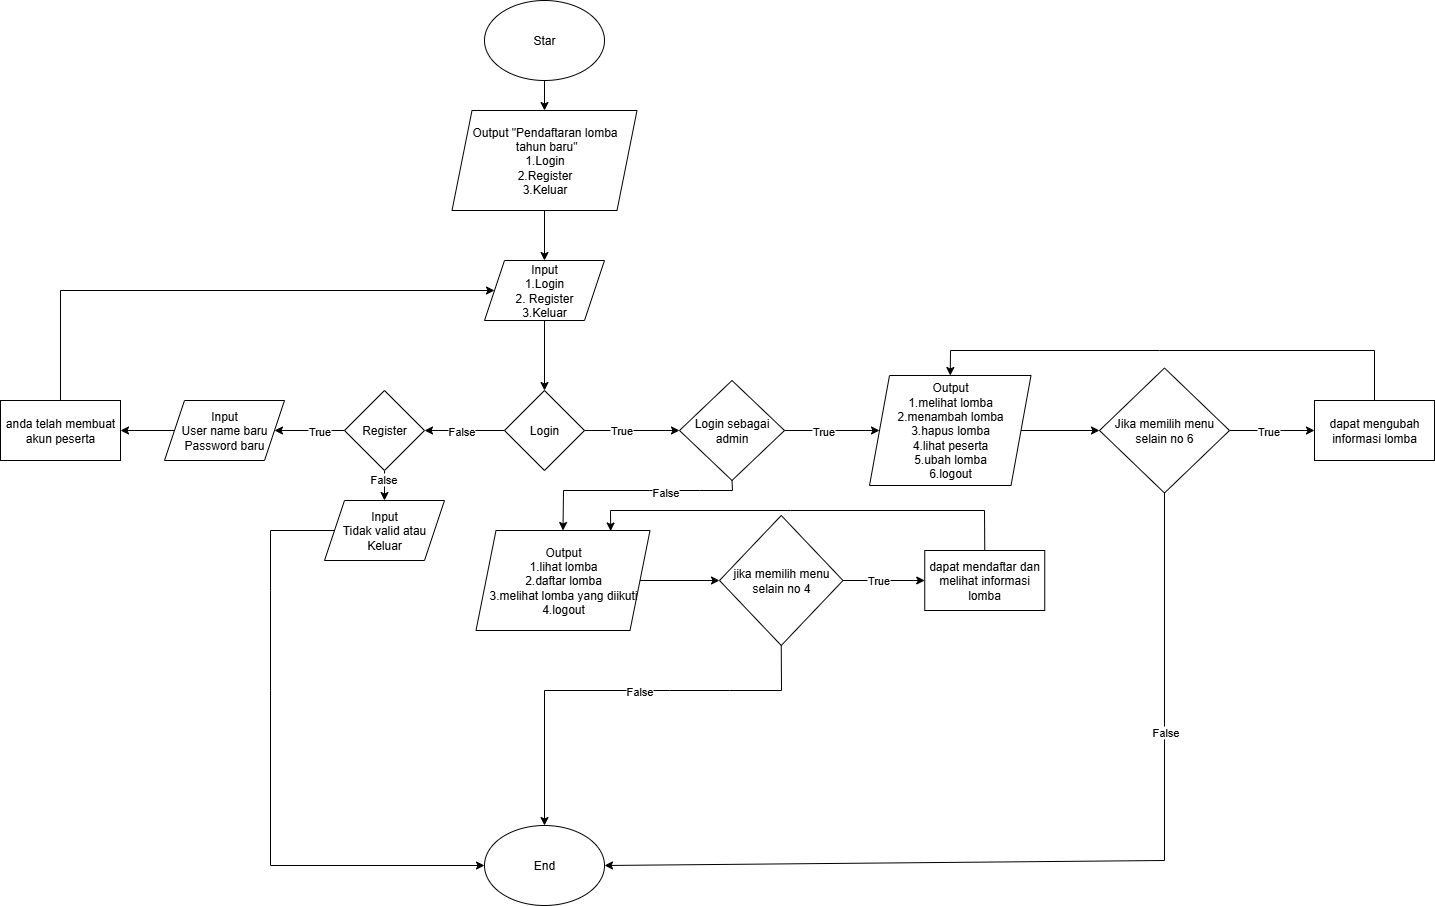 Star
Output "Pendaftaran lomba
tahun baru"
1.Login
2.Register
3.Keluar
Input
1.Login
2. Register
3.Keluar
anda telah membuat
akun peserta
Input
User name baru
Password baru
True
Register
False
Login
True
Login sebagai
admin
True
Output
1.melihat lomba
2.menambah lomba
3.hapus lomba
4.lihat peserta
5.ubah lomba
6.logout
Jika memilih menu
selain no 6
True
dapat mengubah
informasi lomba
False
Input
Tidak valid atau
Keluar
False
Output
1.lihat lomba
2.daftar lomba
3.melihat lomba yang diikuti
4.logout
jika memilih menu
selain no 4
True
dapat mendaftar dan
melihat informasi
lomba
False
False
End